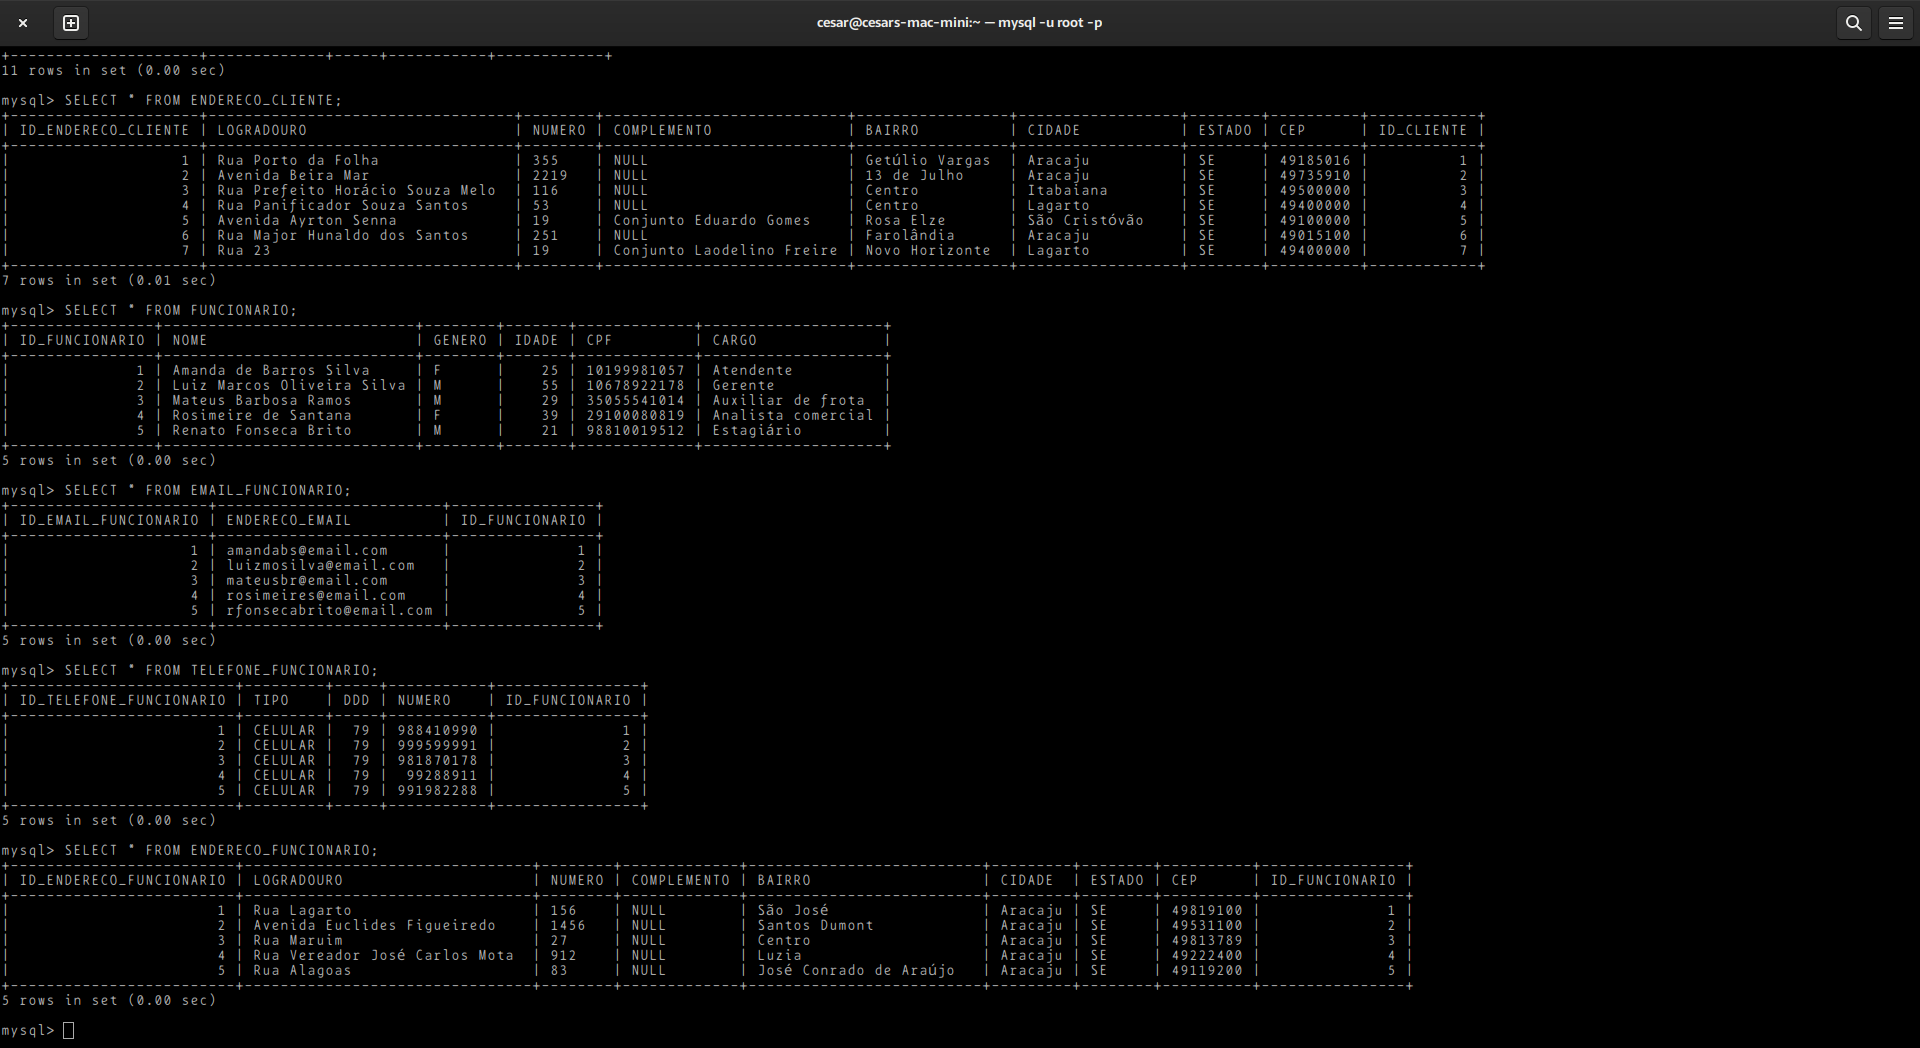 cesar@cesars-mac-mini:~ — mysql -u root -p
+---------------------+-------------+-----+-----------+------------+
11 rows in set (0.00 sec)
mysql> SELECT * FROM ENDERECO_CLIENTE;
+---------------------+----------------------------------+--------+---------------------------+-----------------+------------------+--------+----------+------------+
| ID_ENDERECO_CLIENTE | LOGRADOURO                       | NUMERO | COMPLEMENTO               | BAIRRO          | CIDADE           | ESTADO | CEP      | ID_CLIENTE |
+---------------------+----------------------------------+--------+---------------------------+-----------------+------------------+--------+----------+------------+
| 1 | Rua Porto da Folha | 355 | NULL | Getúlio Vargas | Aracaju | SE | 49185016 | 1 |
| 2 | Avenida Beira Mar | 2219 | NULL | 13 de Julho | Aracaju | SE | 49735910 | 2 |
| 3 | Rua Prefeito Horácio Souza Melo | 116 | NULL | Centro | Itabaiana | SE | 49500000 | 3 |
| 4 | Rua Panificador Souza Santos | 53 | NULL | Centro | Lagarto | SE | 49400000 | 4 |
| 5 | Avenida Ayrton Senna | 19 | Conjunto Eduardo Gomes | Rosa Elze | São Cristóvão | SE | 49100000 | 5 |
| 6 | Rua Major Hunaldo dos Santos | 251 | NULL | Farolândia | Aracaju | SE | 49015100 | 6 |
| 7 | Rua 23 | 19 | Conjunto Laodelino Freire | Novo Horizonte | Lagarto | SE | 49400000 | 7 |
+---------------------+----------------------------------+--------+---------------------------+-----------------+------------------+--------+----------+------------+
7 rows in set (0.01 sec)
mysql> SELECT * FROM FUNCIONARIO;
+----------------+---------------------------+--------+-------+-------------+--------------------+
| ID_FUNCIONARIO | NOME | GENERO | IDADE | CPF | CARGO |
+----------------+---------------------------+--------+-------+-------------+--------------------+
| 1 | Amanda de Barros Silva | F | 25 | 10199981057 | Atendente |
| 2 | Luiz Marcos Oliveira Silva | M | 55 | 10678922178 | Gerente |
| 3 | Mateus Barbosa Ramos | M | 29 | 35055541014 | Auxiliar de frota |
| 4 | Rosimeire de Santana | F | 39 | 29100080819 | Analista comercial |
| 5 | Renato Fonseca Brito | M | 21 | 98810019512 | Estagiário |
+----------------+---------------------------+--------+-------+-------------+--------------------+
5 rows in set (0.00 sec)
mysql> SELECT * FROM EMAIL_FUNCIONARIO;
+----------------------+-------------------------+----------------+
| ID_EMAIL_FUNCIONARIO | ENDERECO_EMAIL | ID_FUNCIONARIO |
+----------------------+-------------------------+----------------+
| 1 | amandabs@email.com | 1 |
| 2 | luizmosilva@email.com | 2 |
| 3 | mateusbr@email.com | 3 |
| 4 | rosimeires@email.com | 4 |
| 5 | rfonsecabrito@email.com | 5 |
+----------------------+-------------------------+----------------+
5 rows in set (0.00 sec)
mysql> SELECT * FROM TELEFONE_FUNCIONARIO;
+-------------------------+---------+-----+-----------+----------------+
| ID_TELEFONE_FUNCIONARIO | TIPO | DDD | NUMERO | ID_FUNCIONARIO |
+-------------------------+---------+-----+-----------+----------------+
| 1 | CELULAR | 79 | 988410990 | 1 |
| 2 | CELULAR | 79 | 999599991 | 2 |
| 3 | CELULAR | 79 | 981870178 | 3 |
| 4 | CELULAR | 79 | 99288911 | 4 |
| 5 | CELULAR | 79 | 991982288 | 5 |
+-------------------------+---------+-----+-----------+----------------+
5 rows in set (0.00 sec)
mysql> SELECT * FROM ENDERECO_FUNCIONARIO;
+-------------------------+--------------------------------+--------+-------------+--------------------------+---------+--------+----------+----------------+
| ID_ENDERECO_FUNCIONARIO | LOGRADOURO | NUMERO | COMPLEMENTO | BAIRRO | CIDADE | ESTADO | CEP | ID_FUNCIONARIO |
+-------------------------+--------------------------------+--------+-------------+--------------------------+---------+--------+----------+----------------+
| 1 | Rua Lagarto | 156 | NULL | São José | Aracaju | SE | 49819100 | 1 |
| 2 | Avenida Euclides Figueiredo | 1456 | NULL | Santos Dumont | Aracaju | SE | 49531100 | 2 |
| 3 | Rua Maruim | 27 | NULL | Centro | Aracaju | SE | 49813789 | 3 |
| 4 | Rua Vereador José Carlos Mota | 912 | NULL | Luzia | Aracaju | SE | 49222400 | 4 |
| 5 | Rua Alagoas | 83 | NULL | José Conrado de Araújo | Aracaju | SE | 49119200 | 5 |
+-------------------------+--------------------------------+--------+-------------+--------------------------+---------+--------+----------+----------------+
5 rows in set (0.00 sec)
mysql>